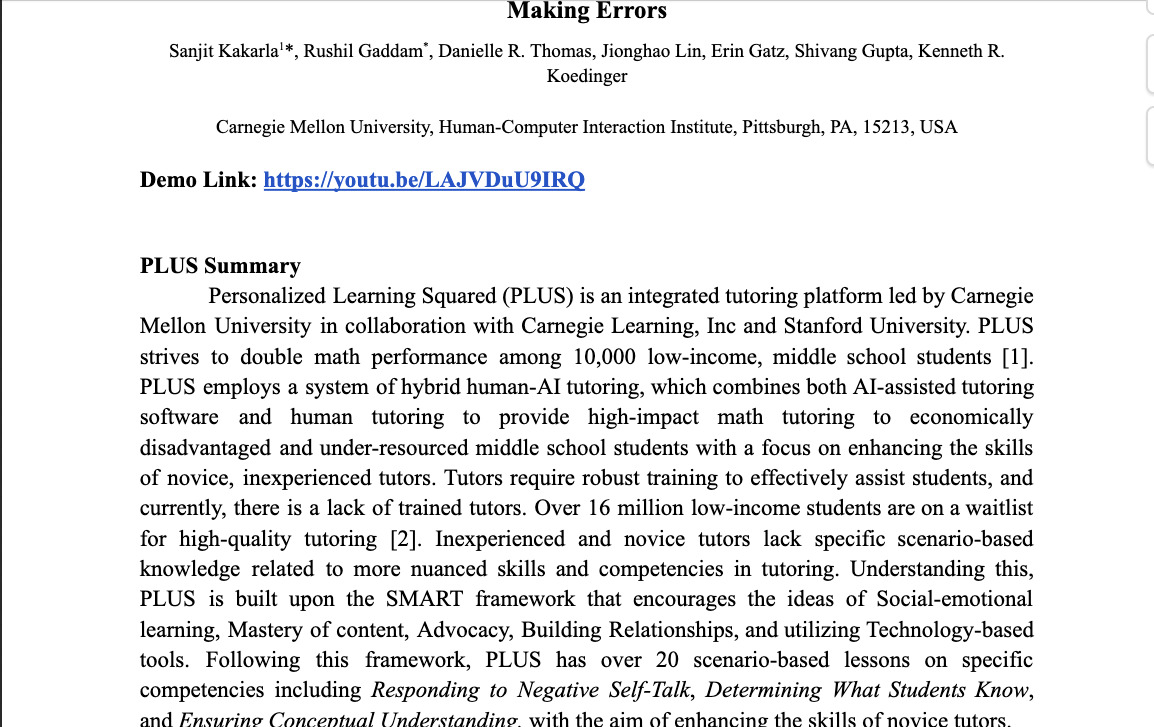 Making Errors
Sanjit Kakarla¹*, Rushil Gaddam*, Danielle R. Thomas, Jionghao Lin, Erin Gatz, Shivang Gupta, Kenneth R.
Koedinger
Carnegie Mellon University, Human-Computer Interaction Institute, Pittsburgh, PA, 15213, USA
Demo Link: https://youtu.be/LAJVDuU9IRQ
PLUS Summary
Personalized Learning Squared (PLUS) is an integrated tutoring platform led by Carnegie
Mellon University in collaboration with Carnegie Learning, Inc and Stanford University. PLUS
strives to double math performance among 10,000 low-income, middle school students [1].
PLUS employs a system of hybrid human-AI tutoring, which combines both AI-assisted tutoring
software and human tutoring to provide high-impact math tutoring to economically
disadvantaged and under-resourced middle school students with a focus on enhancing the skills
of novice, inexperienced tutors. Tutors require robust training to effectively assist students, and
currently, there is a lack of trained tutors. Over 16 million low-income students are on a waitlist
for high-quality tutoring [2]. Inexperienced and novice tutors lack specific scenario-based
knowledge related to more nuanced skills and competencies in tutoring. Understanding this,
PLUS is built upon the SMART framework that encourages the ideas of Social-emotional
learning, Mastery of content, Advocacy, Building Relationships, and utilizing Technology-based
tools. Following this framework, PLUS has over 20 scenario-based lessons on specific
competencies including Responding to Negative Self-Talk, Determining What Students Know,
and Ensuring Conceptual Understanding, with the aim of enhancing the skills of novice tutors.